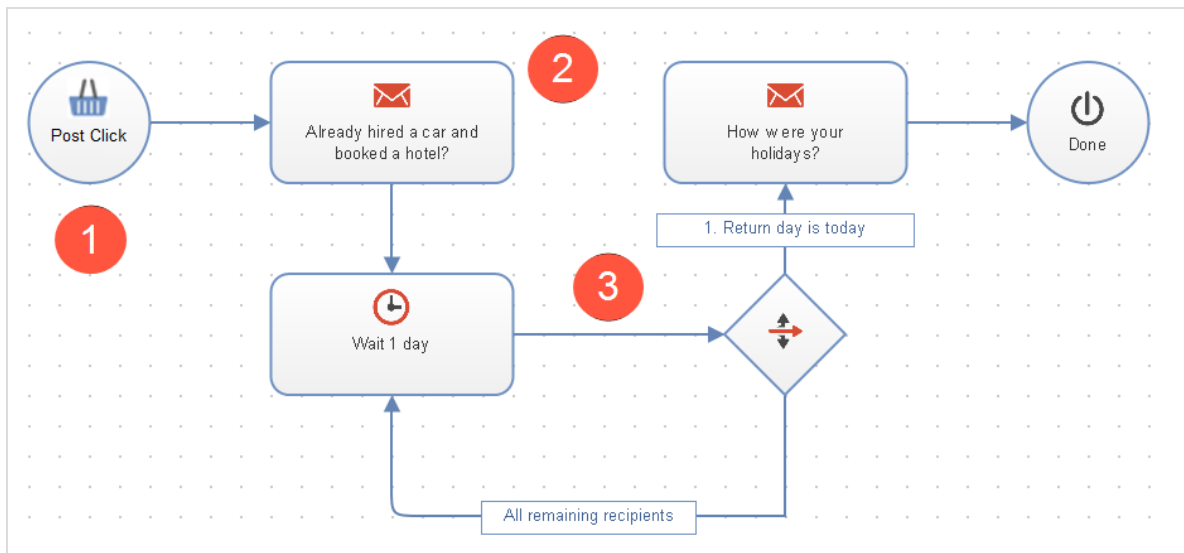 Post Click
1
Already hired a car and
booked a hotel?
2
How were your
holidays?
Done
1. Return day is today
Wait 1 day
3
All remaining recipients